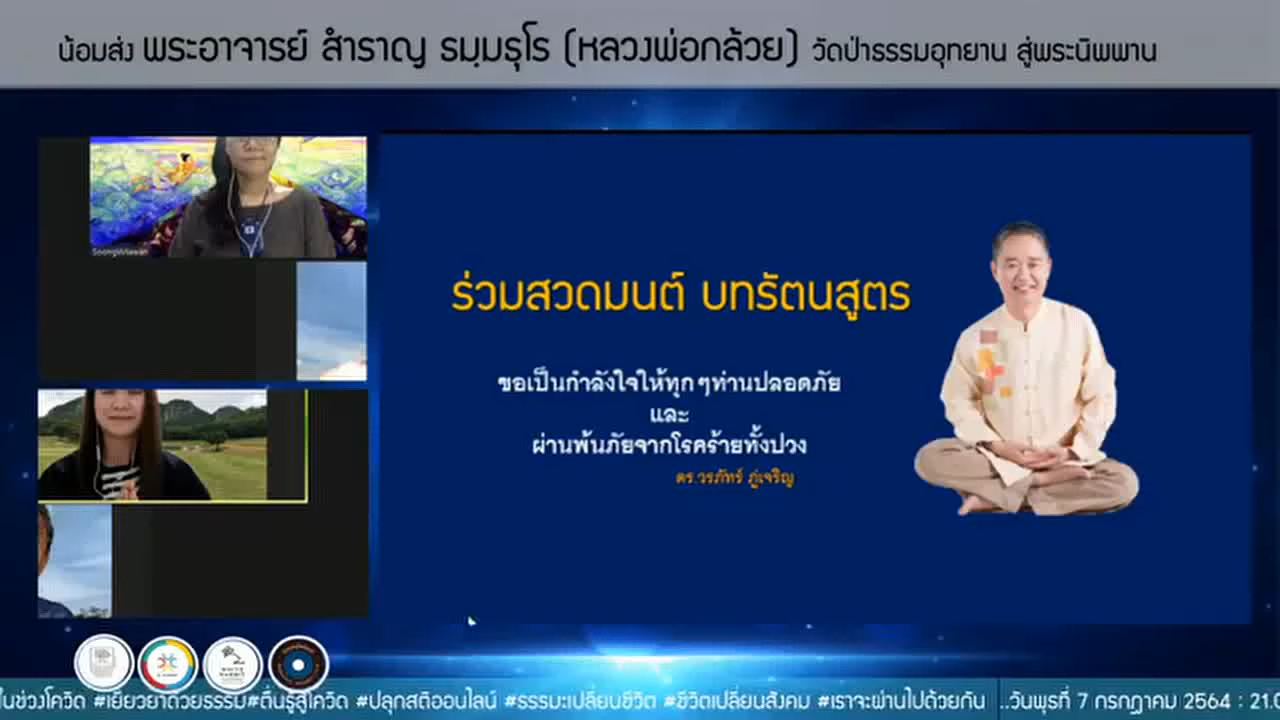 น้อมส่ง พระอาจารย์ สำราญ ธมฺมธุโร (หลวงพ่อกล้วย) วัดป่าธรรมอุทยาน สู่พระนิพพาน
ร่วมสวดมนต์ บทรัตนสูตร
ขอเป็นกำลังใจให้ทุกๆท่านปลอดภัย
และ
ผ่านพ้นภัยจากโรคร้ายทั้งปวง
ดร.วรภัทร์ ภู่เจริญ
#เยียวยาด้วยธรรม#ตื่นรู้สู้โควิด #ปลุกสติออนไลน์ #ธรรมะเปลี่ยนชีวิต #ชีวิตเปลี่ยนสังคม #เราจะผ่านไปด้วยกัน ..วันพุธที่ 7 กรกฎาคม 2564 : 21.0